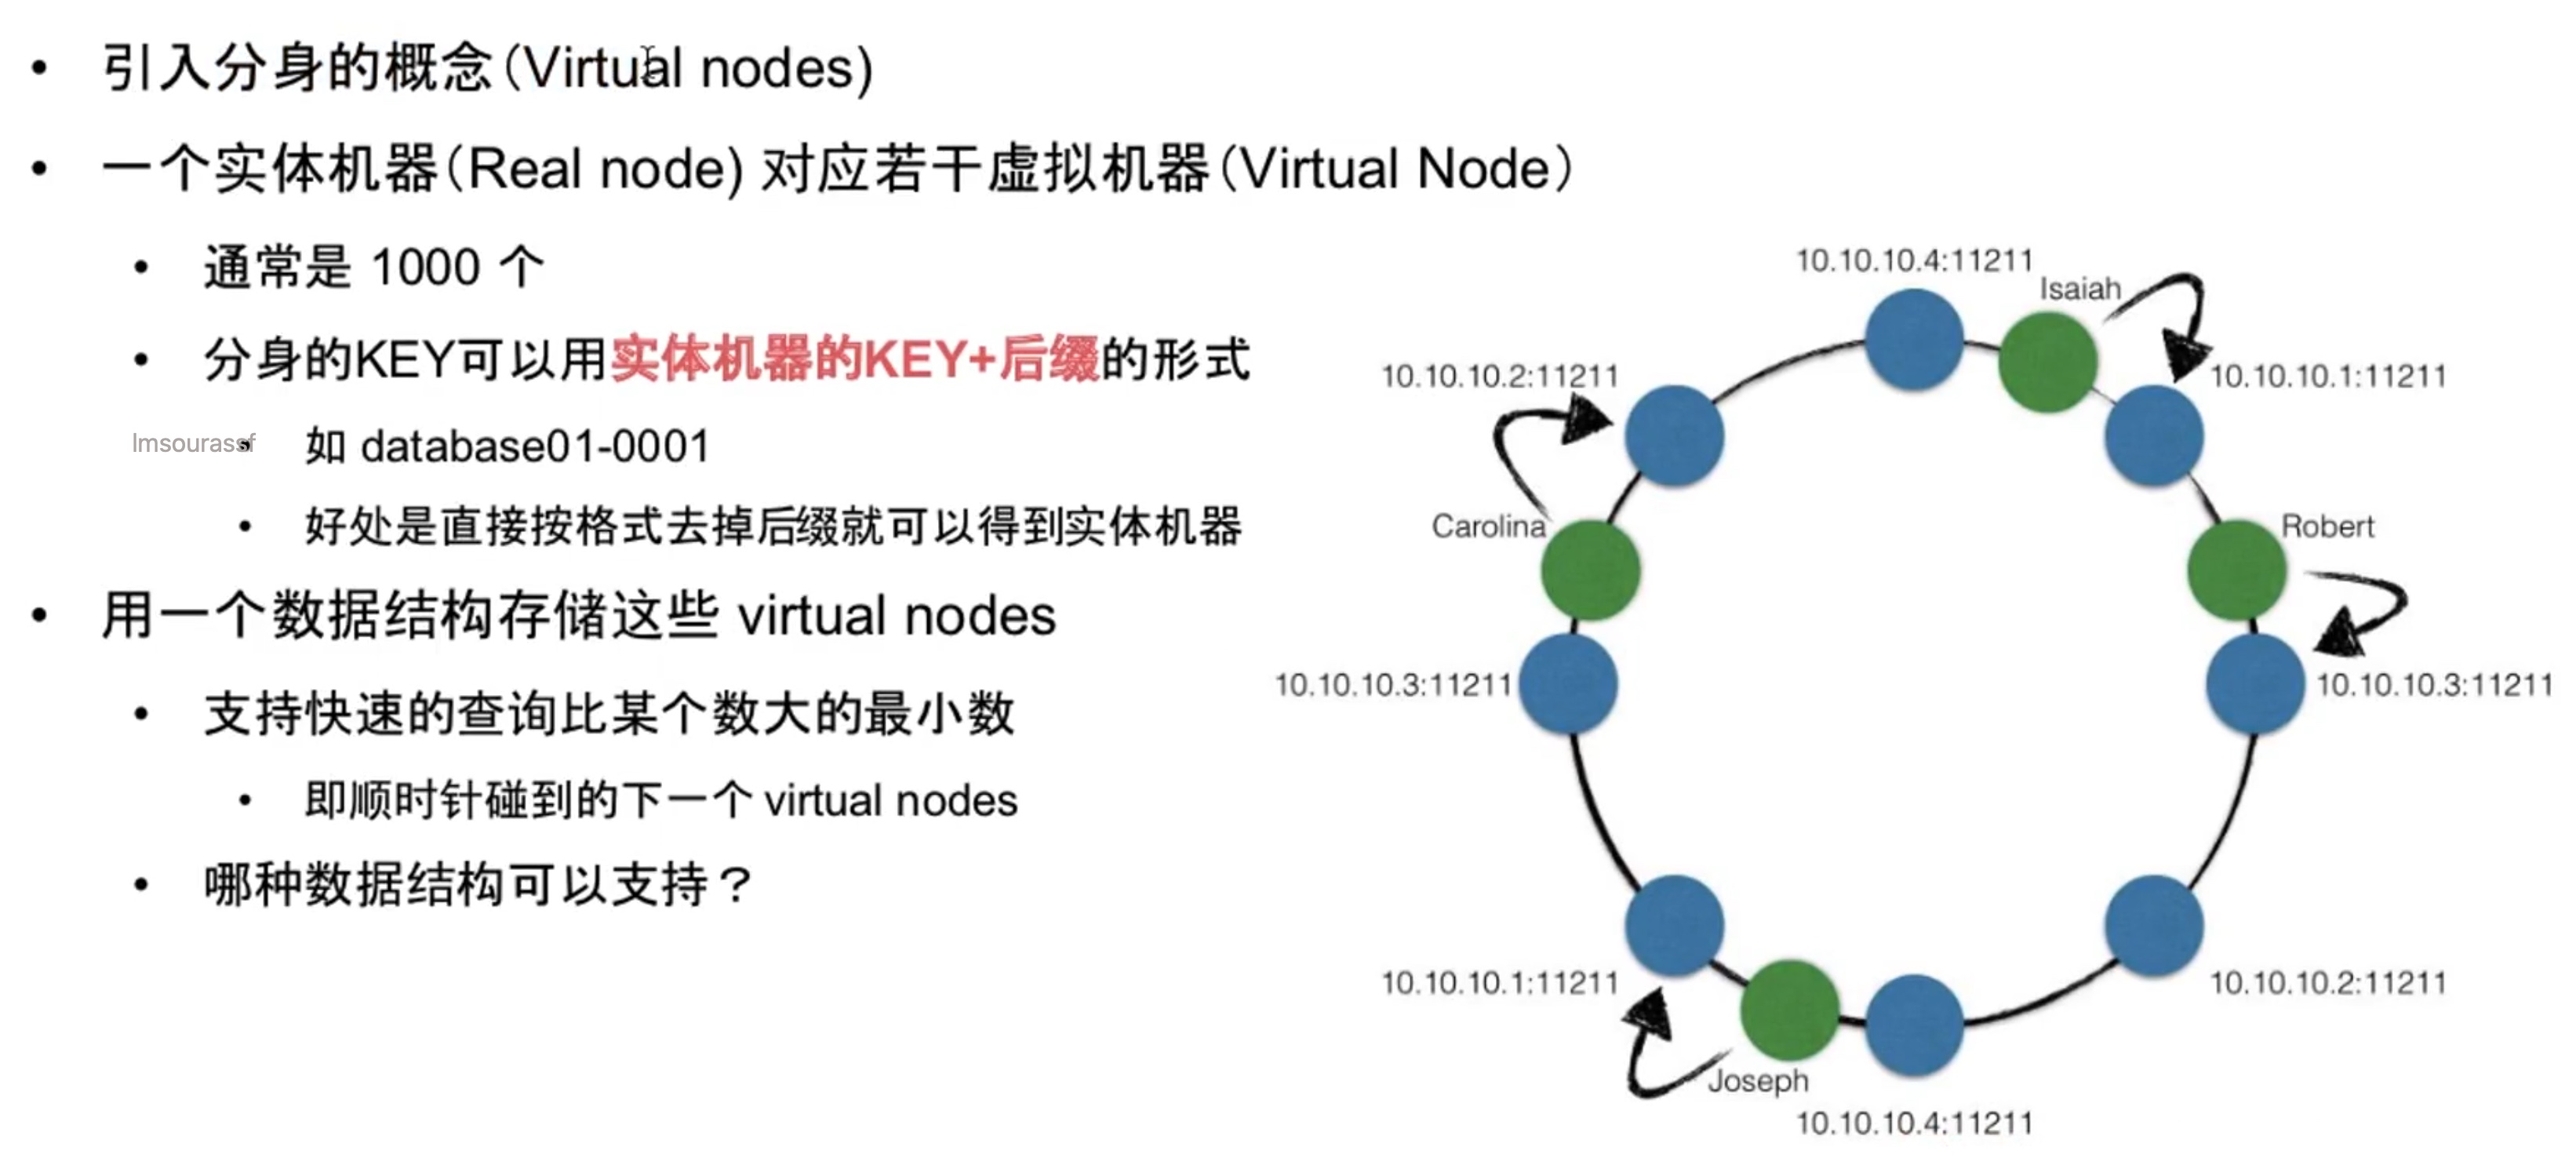 • 引入分身的概念(Virtual nodes)
• 一个实体机器(Real node) 对应若干虚拟机器(Virtual Node）
• 通常是 1000 个
• 分身的KEY可以用实体机器的KEY+后缀的形式
• 如 database01-0001
lmsourassf
• 好处是直接按格式去掉后缀就可以得到实体机器
• 用一个数据结构存储这些 virtual nodes
• 支持快速的查询比某个数大的最小数
• 即顺时针碰到的下一个 virtual nodes
• 哪种数据结构可以支持？
10.10.10.4:11211
Isaiah
10.10.10.1:11211
Robert
10.10.10.3:11211
10.10.10.2:11211
10.10.10.4:11211
Joseph
10.10.10.1:11211
10.10.10.3:11211
Carolina
10.10.10.2:11211